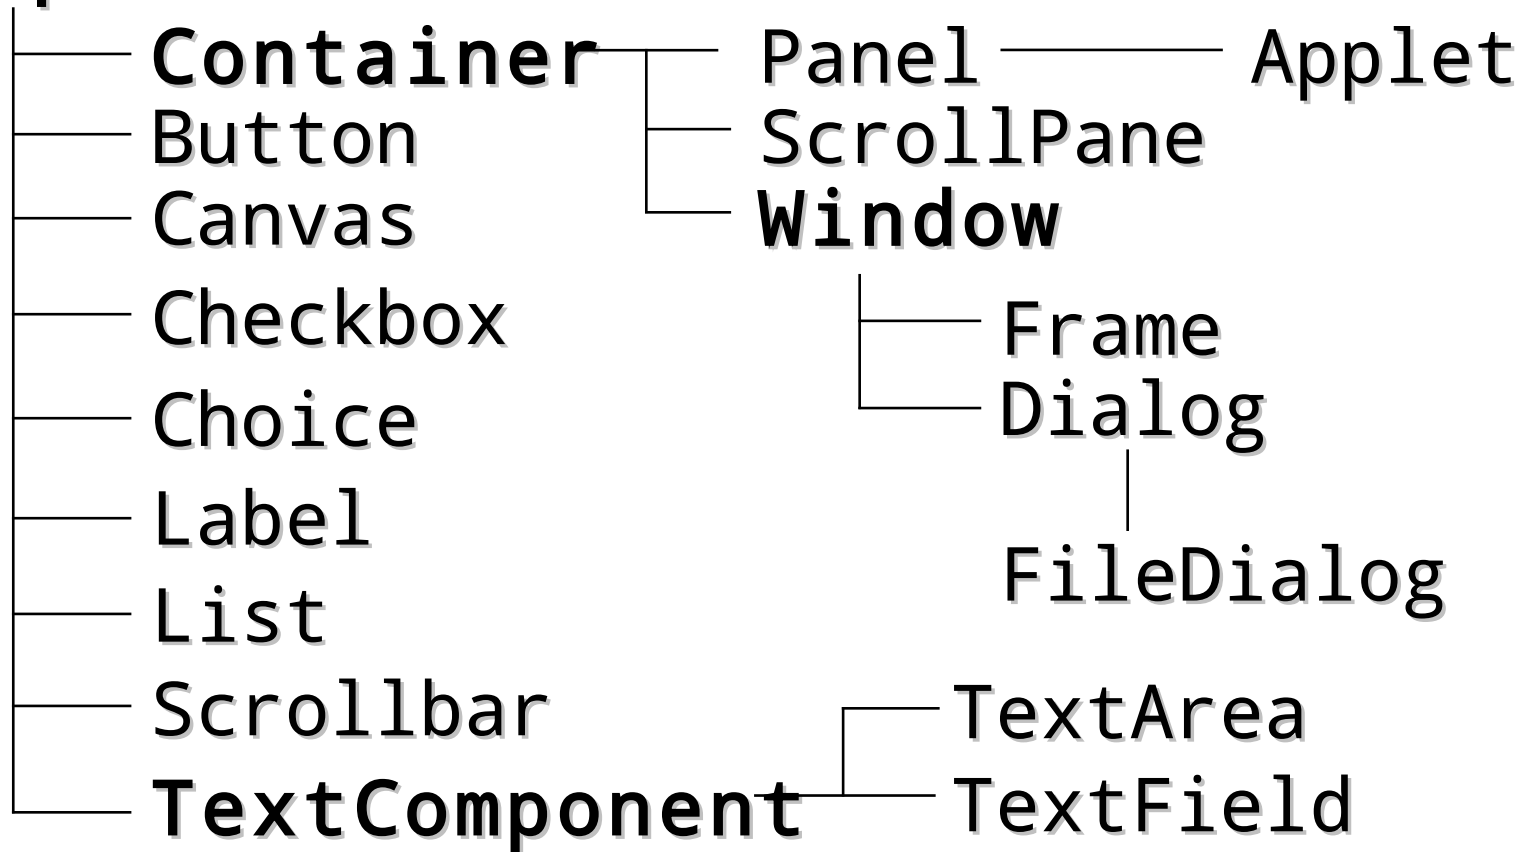 Container Panel Applet
Button ScrollPane
Canvas Window
Checkbox Frame
Choice Dialog
Label
FileDialog
List
Scrollbar TextArea
TextComponent TextField